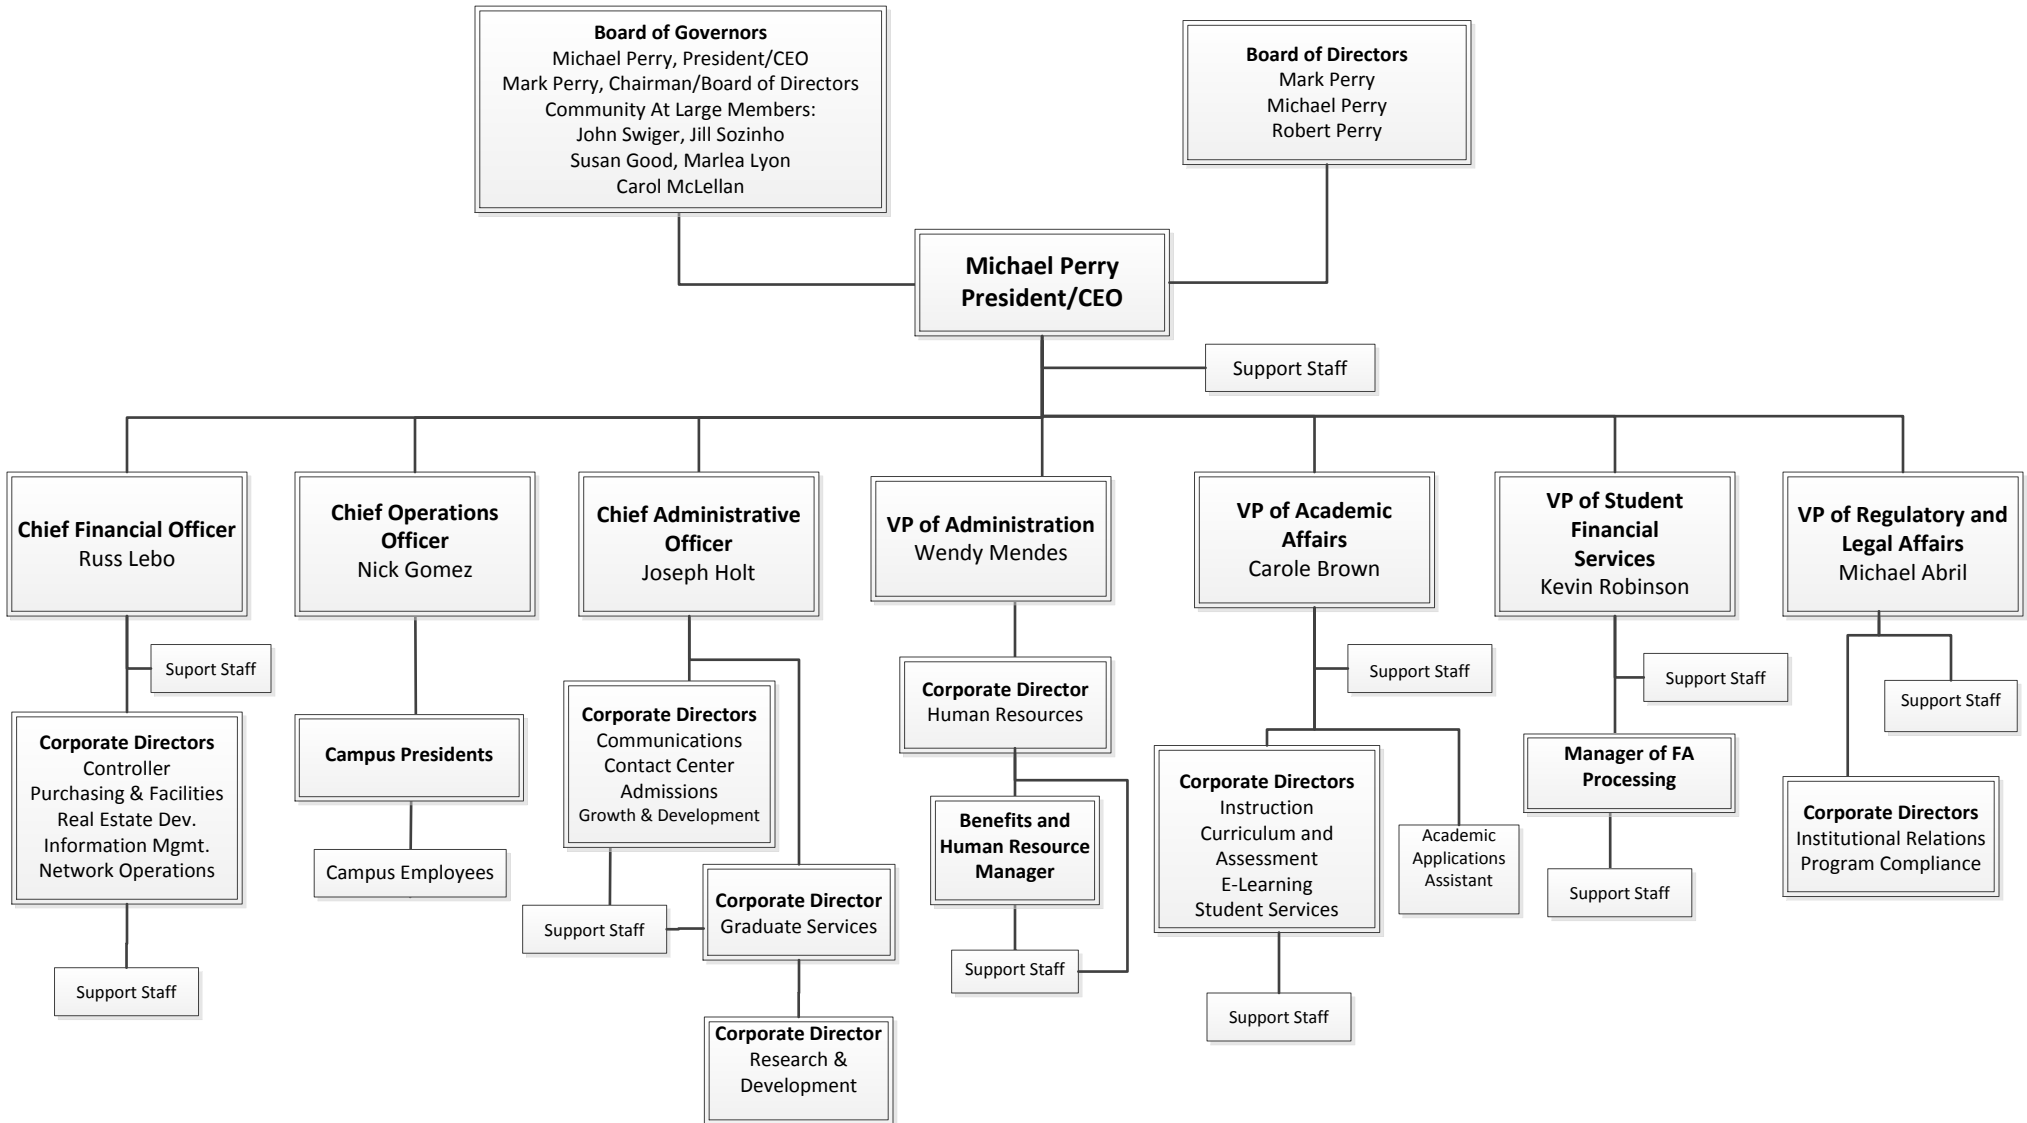 Board of Governors
Michael Perry, President/CEO
Mark Perry, Chairman/Board of Directors
Community At Large Members:
John Swiger, Jill Sozinho
Susan Good, Marlea Lyon
Carol McLellan
Board of Directors
Mark Perry
Michael Perry
Robert Perry
Michael Perry
President/CEO
Support Staff
Chief Financial Officer
Russ Lebo
Chief Operations
Officer
Nick Gomez
Chief Administrative
Officer
Joseph Holt
VP of Administration
Wendy Mendes
VP of Academic
Affairs
Carole Brown
VP of Student
Financial
Services
Kevin Robinson
VP of Regulatory and
Legal Affairs
Michael Abril
Suport Staff
Corporate Directors
Controller
Purchasing & Facilities
Real Estate Dev.
Information Mgmt.
Network Operations
Support Staff
Campus Presidents
Campus Employees
Corporate Directors
Communications
Contact Center
Admissions
Growth & Development
Support Staff
Corporate Director
Graduate Services
Corporate Director
Research &
Development
Corporate Director
Human Resources
Benefits and
Human Resource
Manager
Support Staff
Support Staff
Corporate Directors
Instruction
Curriculum and
Assessment
E-Learning
Student Services
Academic
Applications
Assistant
Support Staff
Support Staff
Manager of FA
Processing
Support Staff
Support Staff
Corporate Directors
Institutional Relations
Program Compliance